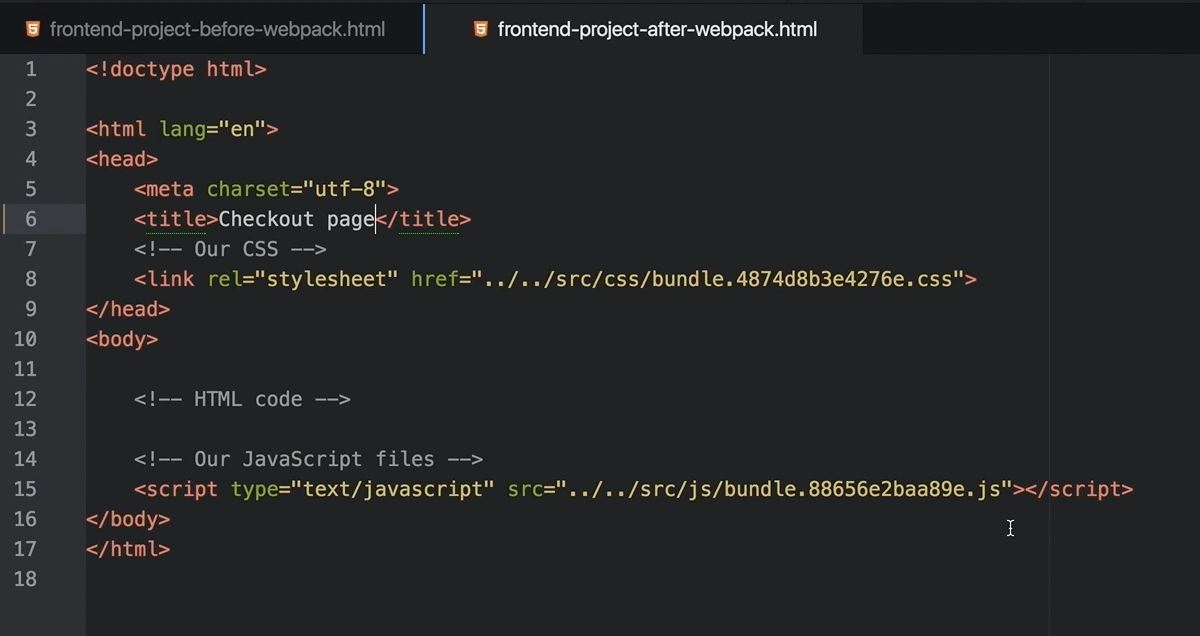 frontend-project-before-webpack.html
frontend-project-after-webpack.html
1 <!doctype html>
2
3 <html lang="en">
4 <head>
5     <meta charset="utf-8">
6     <title>Checkout page</title>
7     <!-- Our CSS -->
8     <link rel="stylesheet" href="../../src/css/bundle.4874d8b3e4276e.css">
9 </head>
10 <body>
11
12     <!-- HTML code -->
13
14     <!-- Our JavaScript files -->
15     <script type="text/javascript" src="../../src/js/bundle.88656e2baa89e.js"></script>
16 </body>
17 </html>
18